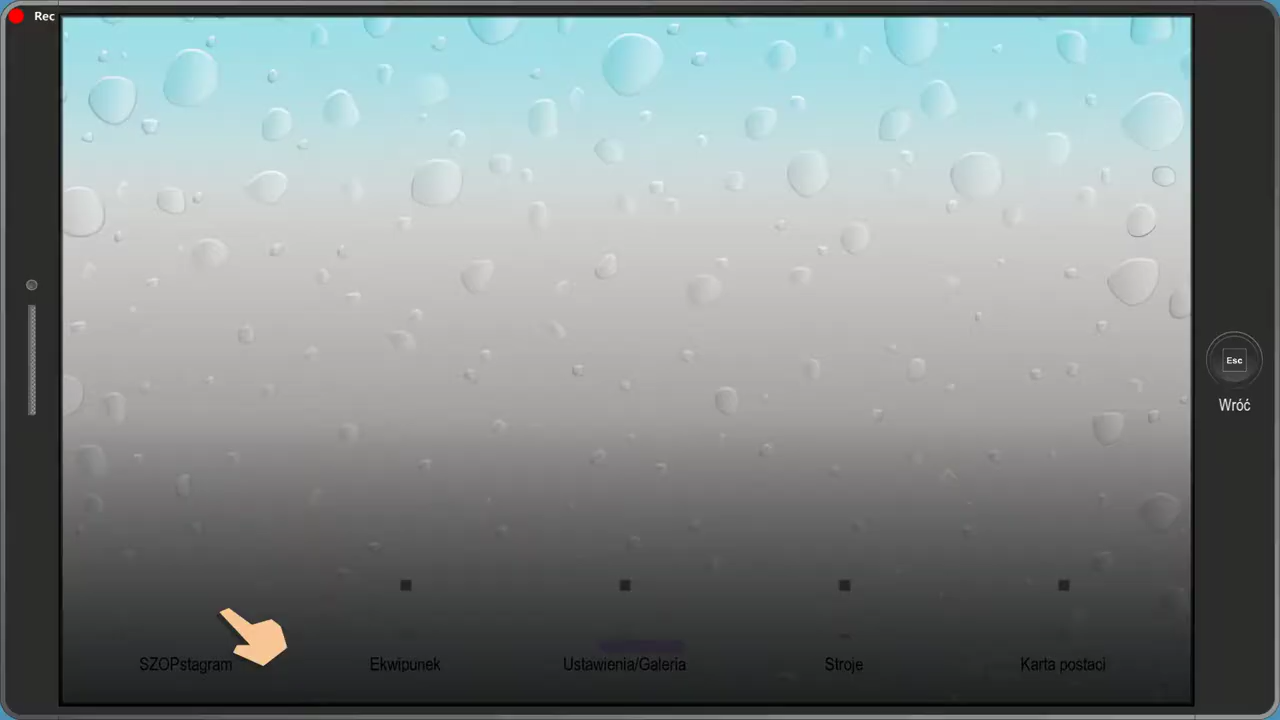 Rec
Esc
Wróć
SZOPstagram
Ekwipunek
Ustawienia/Galeria
Stroje
Karta postaci